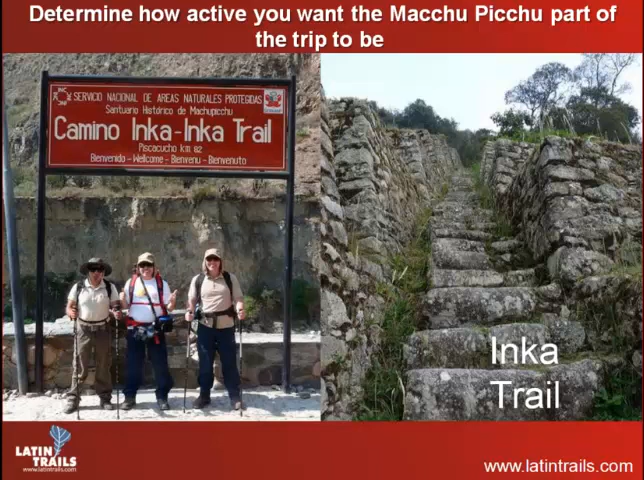 Determine how active you want the Macchu Picchu part of
the trip to be
SERVICIO NACIONAL DE AREAS NATURALES PROTEGIDAS
Santuario Histórico de Machupicchu
Camino Inka-Inka Trail
Piscacucho km 82
Bienvenida - Wellcome - Bienvenu - Benvenuto
Inka
Trail
LATIN
TRAILS
www.latintrails.com
www.latintrails.com